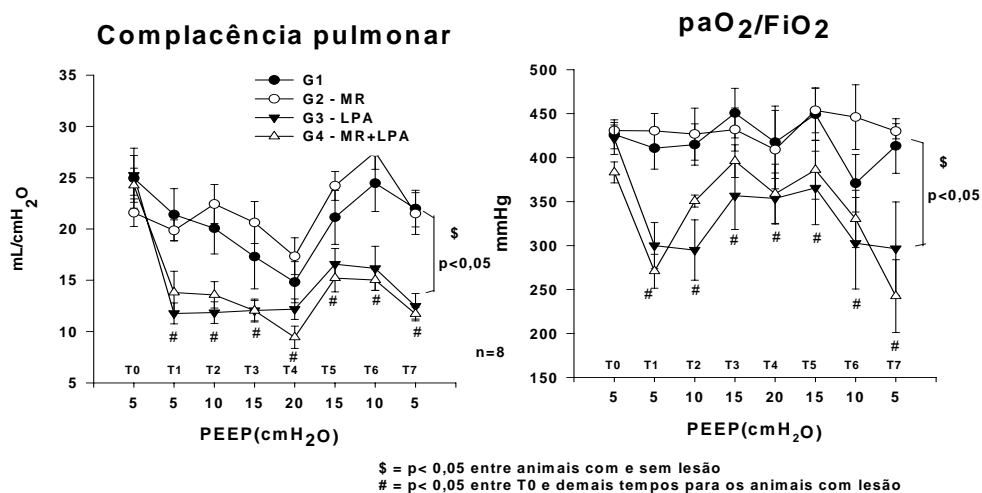 Complacência pulmonar
35
30
25
20
15
10
5
mL/cmH2O
G1
G2 - MR
G3 - LPA
G4 - MR+LPA
$
p<0,05
# # # # # # #
n=8
T0 T1 T2 T3 T4 T5 T6 T7
5 5 10 15 20 15 10 5
PEEP(cmH2O)
paO2/FiO2
500
450
400
350
300
250
200
150
mmHg
$
p<0,05
# # # # # # #
T0 T1 T2 T3 T4 T5 T6 T7
5 5 10 15 20 15 10 5
PEEP(cmH2O)
$ = p< 0,05 entre animais com e sem lesão
# = p< 0,05 entre T0 e demais tempos para os animais com lesão